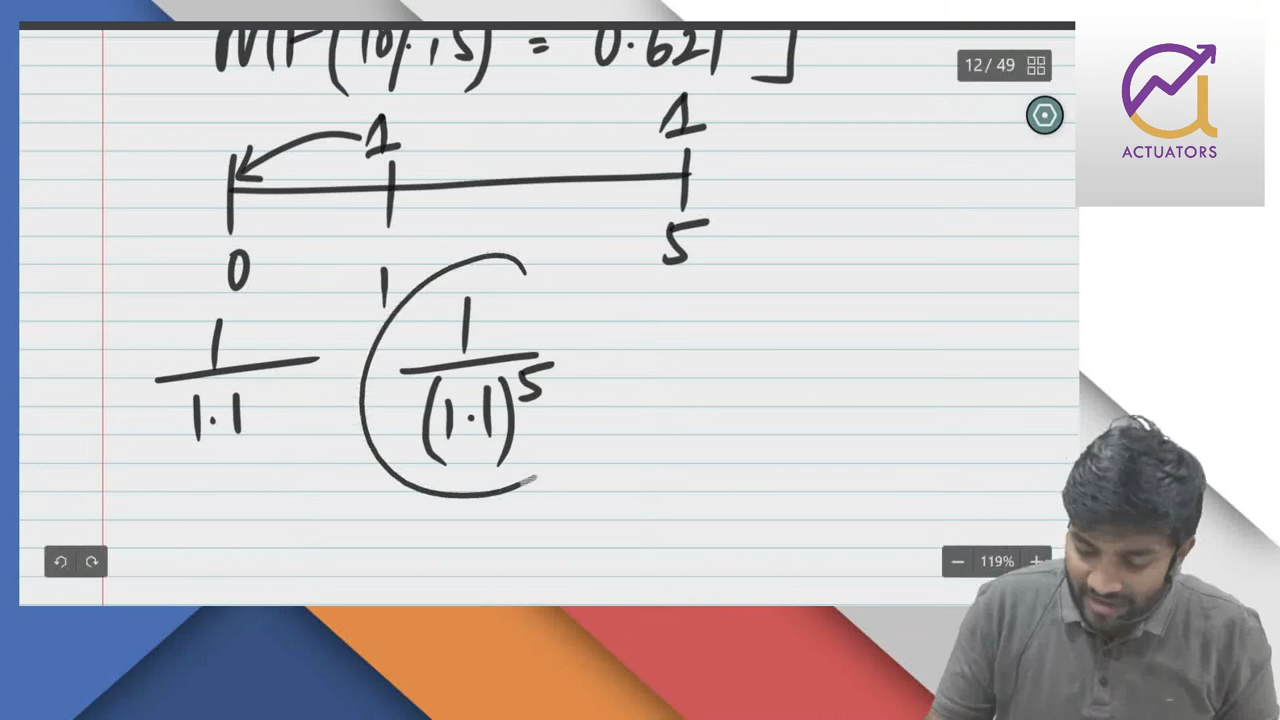 (10%, 5) = 0.621 ]
12 / 49
ACTUATORS
1 1
0 1 5
1/1.1 1/(1.1)^5
119%